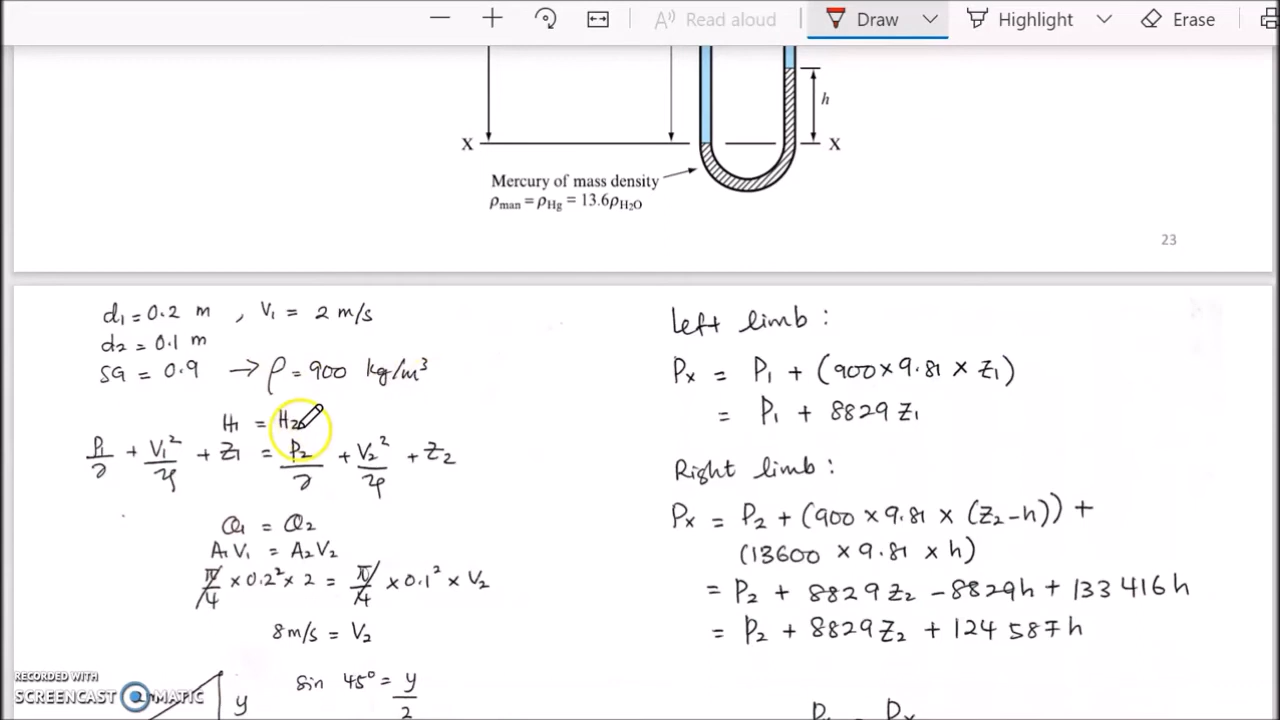 Read aloud Draw Highlight Erase
h
X X
Mercury of mass density
ρman = ρHg = 13.6ρH₂O
23
d₁ = 0.2 m , V₁ = 2 m/s
d₂ = 0.1 m
SG = 0.9 → ρ = 900 kg/m³
H₁ = H₂
P₁/γ + V₁²/2g + Z₁ = P₂/γ + V₂²/2g + Z₂
Q₁ = Q₂
A₁V₁ = A₂V₂
π/4 × 0.2² × 2 = π/4 × 0.1² × V₂
8 m/s = V₂
sin 45° = y/2
y
Left limb :
Px = P₁ + (900 × 9.81 × Z₁)
= P₁ + 8829 Z₁
Right limb :
Px = P₂ + (900 × 9.81 × (Z₂ - h)) +
(13600 × 9.81 × h)
= P₂ + 8829 Z₂ - 8829h + 133 416 h
= P₂ + 8829 Z₂ + 124 587 h
RECORDED WITH
SCREENCAST MATIC